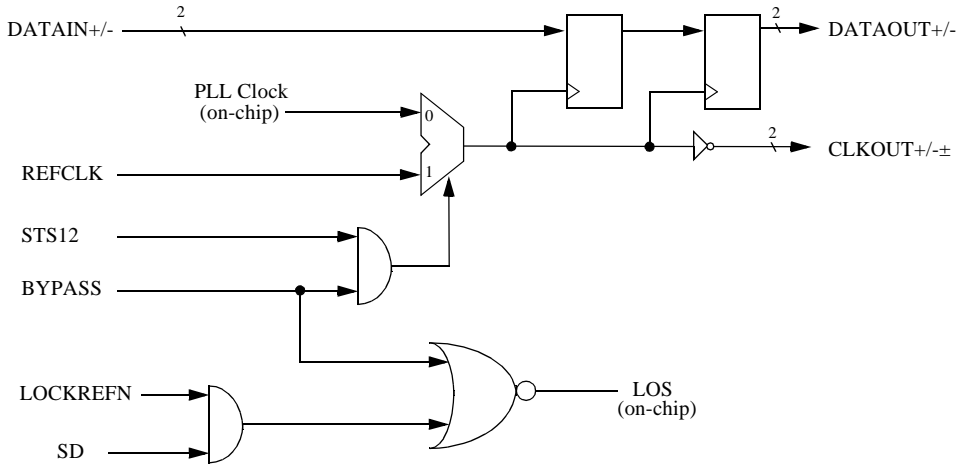 2
2
DATAIN+/-
DATAOUT+/-
PLL Clock
(on-chip)
0
2
CLKOUT+/-±
REFCLK
1
STS12
BYPASS
LOCKREFN
LOS
(on-chip)
SD